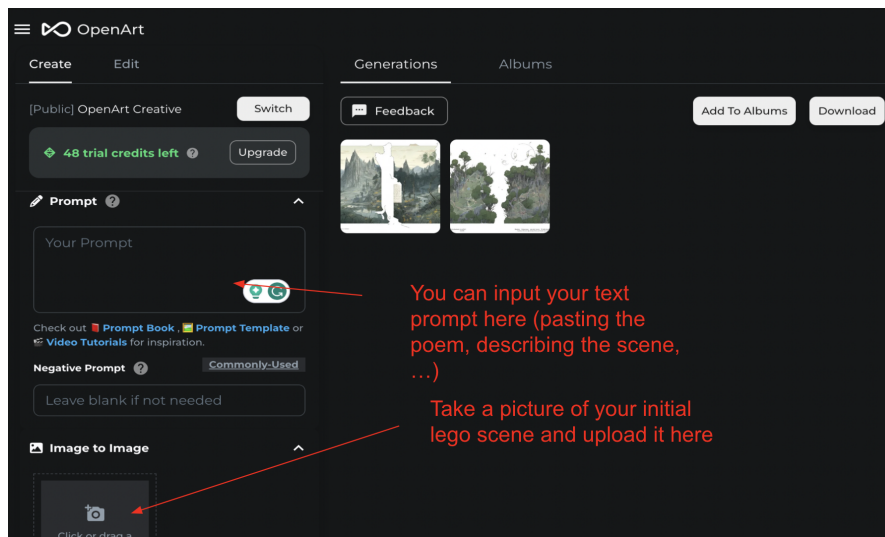 OpenArt
Create Edit
Generations Albums
[Public] OpenArt Creative Switch
Feedback
Add To Albums Download
48 trial credits left ? Upgrade
Prompt ?
Your Prompt
You can input your text
prompt here (pasting the
poem, describing the scene,
…)
Check out Prompt Book , Prompt Template or
Video Tutorials for inspiration.
Negative Prompt ? Commonly-Used
Leave blank if not needed
Take a picture of your initial
lego scene and upload it here
Image to Image
Click or drag a